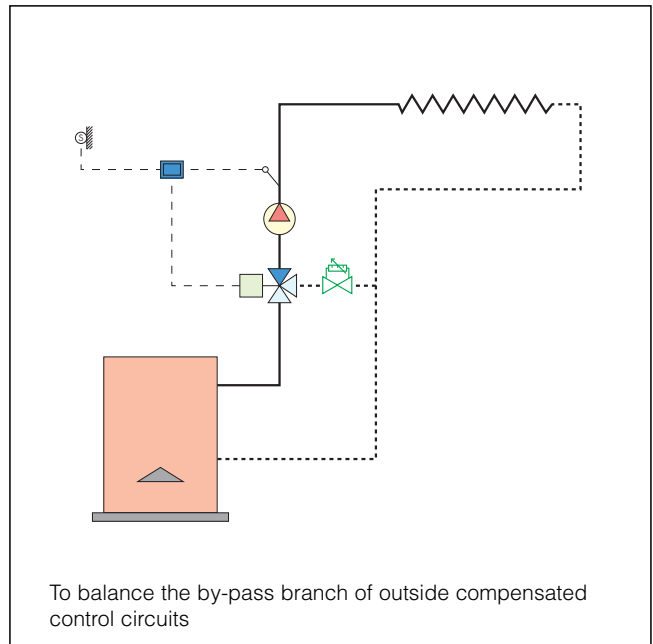 S
To balance the by-pass branch of outside compensated
control circuits